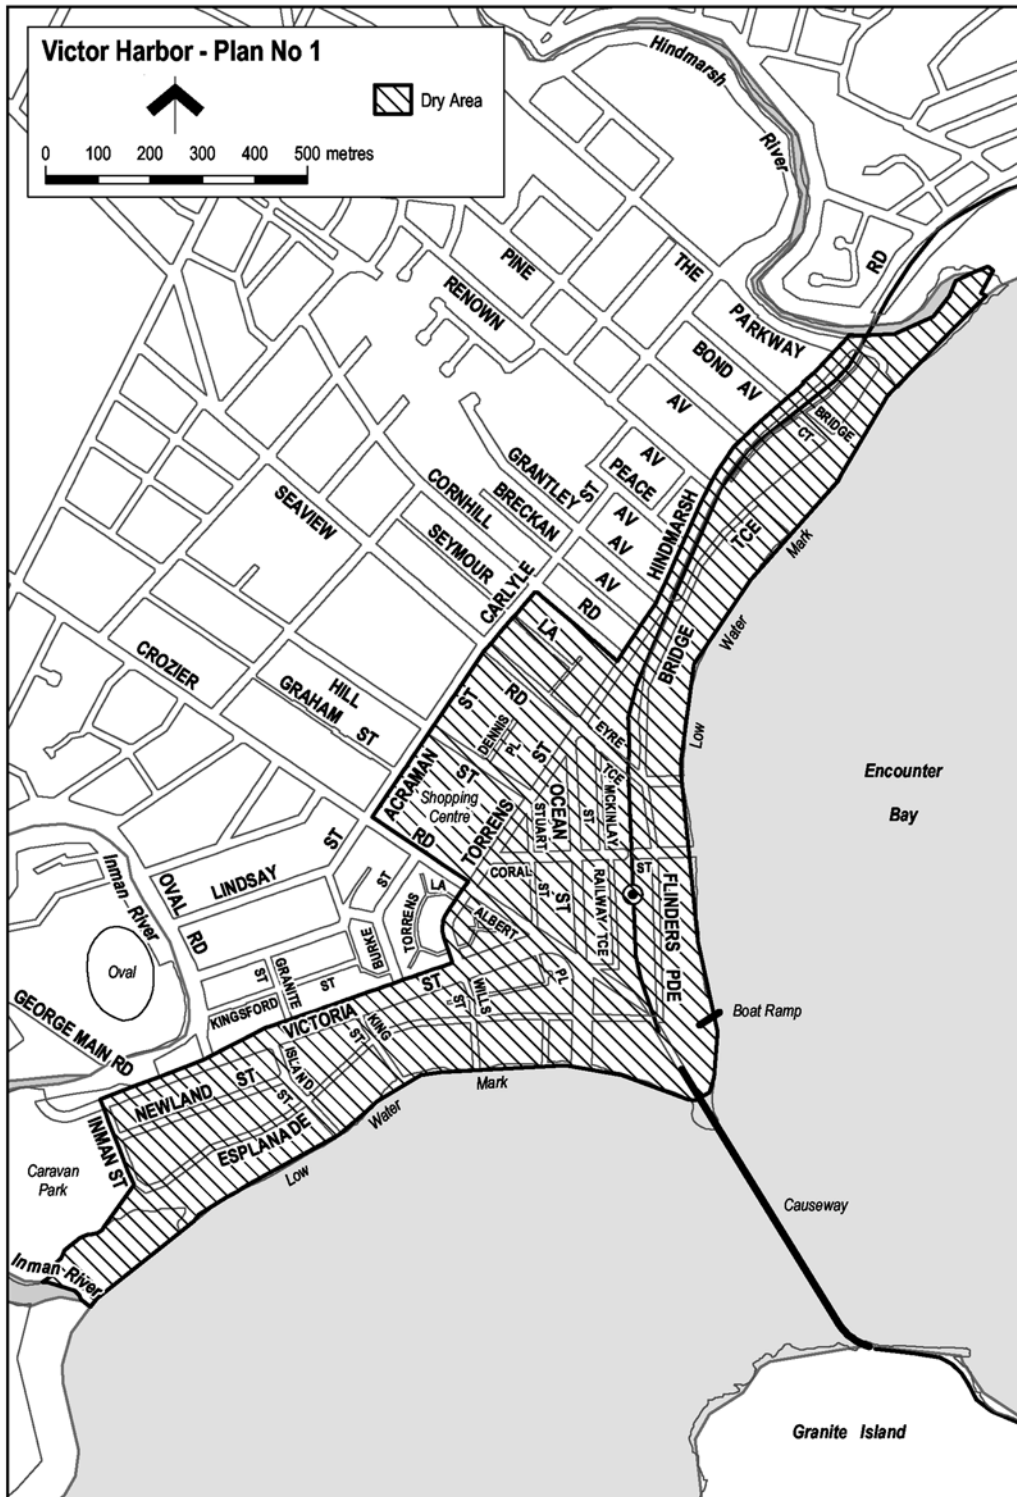 Victor Harbor - Plan No 1
Dry Area
0 100 200 300 400 500 metres
Hindmarsh
River
RD
THE
PARKWAY
PINE
RENOWN
BOND AV
AV
BRIDGE
CT
AV
PEACE
GRANTLEY
ST
BRECKAN
AV
AV
CORNHILL
SEYMOUR
SEAVIEW
HINDMARSH
TCE
Mark
CARLYLE
AV
RD
Water
LA
BRIDGE
CROZIER
HILL
GRAHAM ST
ST
RD
DENNIS
PL
ST
EYRE
TCE
Low
Encounter
Bay
ACRAMAN
ST
Shopping
Centre
RD
TORRENS
OCEAN
STUART
ST
MCKINLAY
ST
LINDSAY
ST
Inman River
OVAL
RD
Oval
ST
LA
TORRENS
BURKE
CORAL
ST
ST
RAILWAY TCE
ST
FLINDERS PDE
ALBERT
PL
WILLS
ST
ST
GRANITE
ST
ST
KINGSFORD
VICTORIA
KING
ST
GEORGE MAIN RD
Boat Ramp
ISLAND
ST
NEWLAND ST
ESPLANADE
INMAN ST
Mark
Water
Low
Caravan
Park
Inman River
Causeway
Granite Island